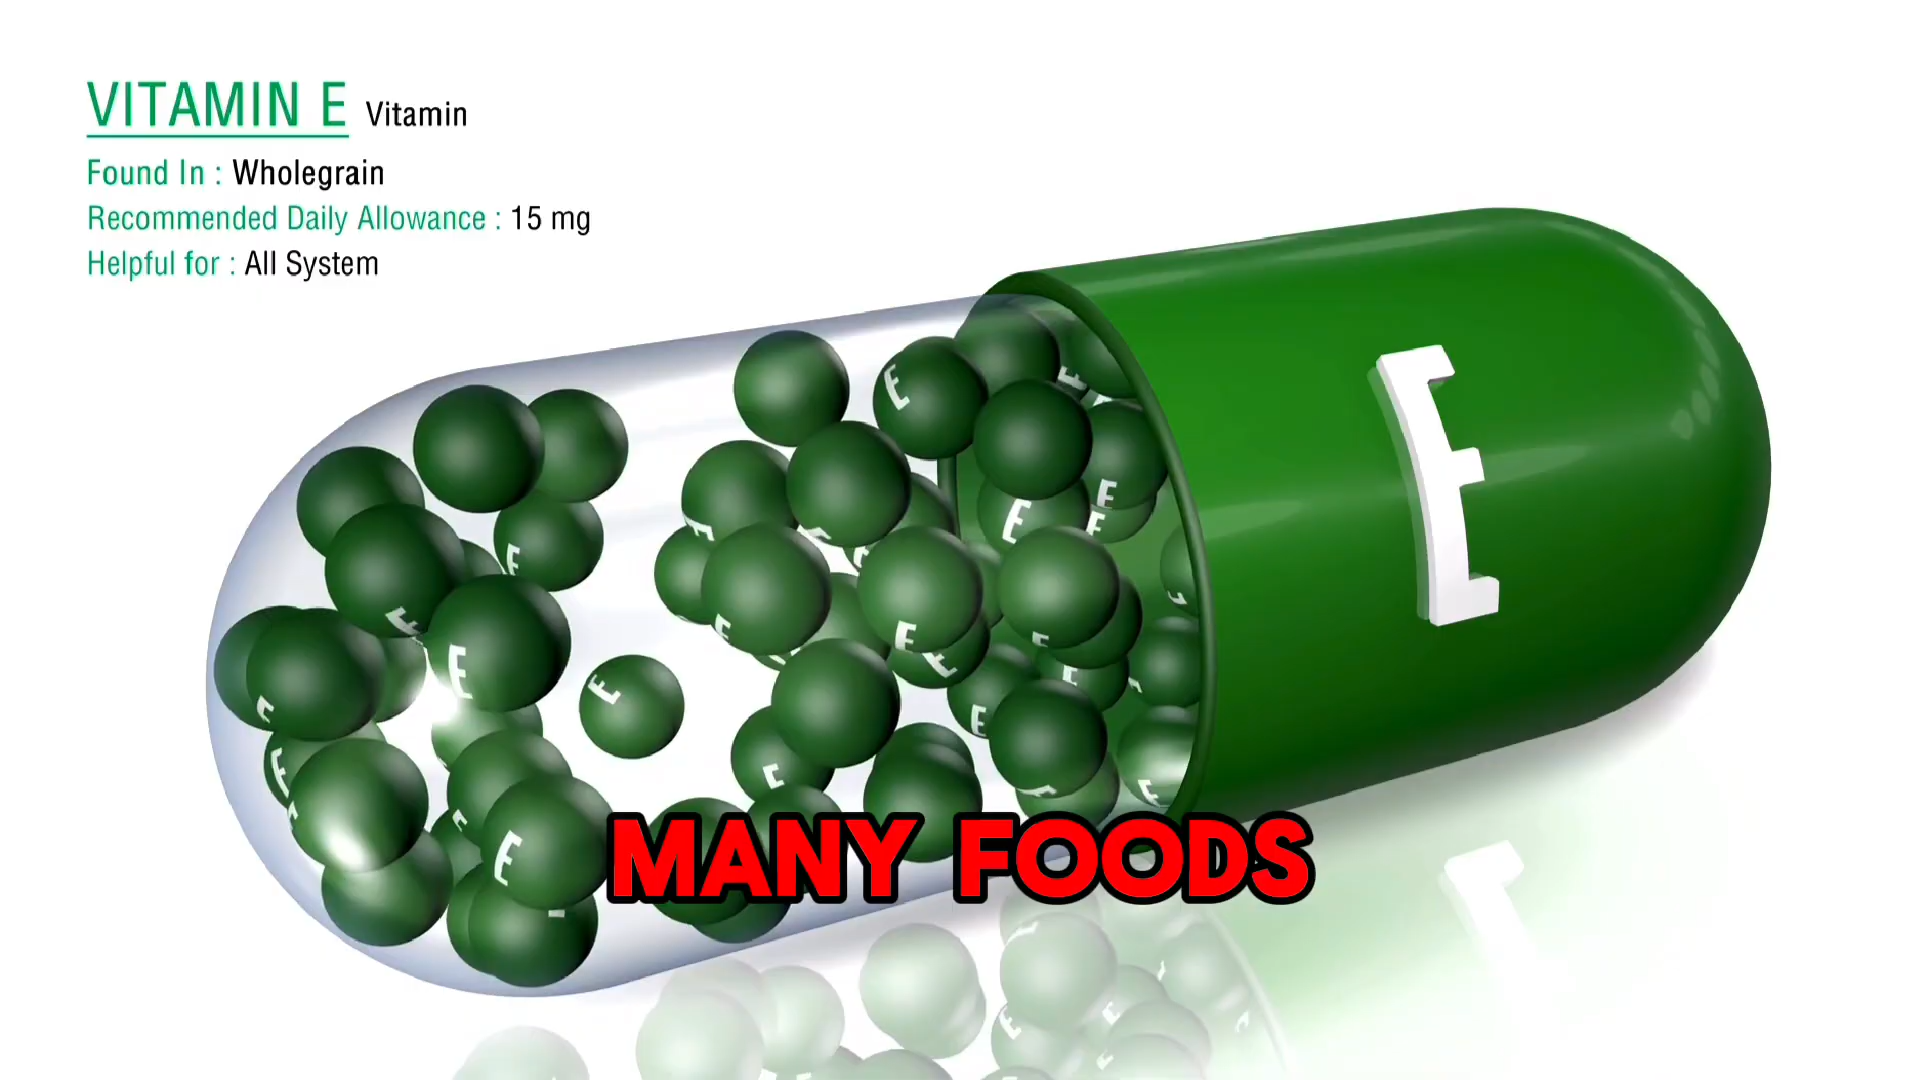 VITAMIN E Vitamin
Found In : Wholegrain
Recommended Daily Allowance : 15 mg
Helpful for : All System
E
MANY FOODS